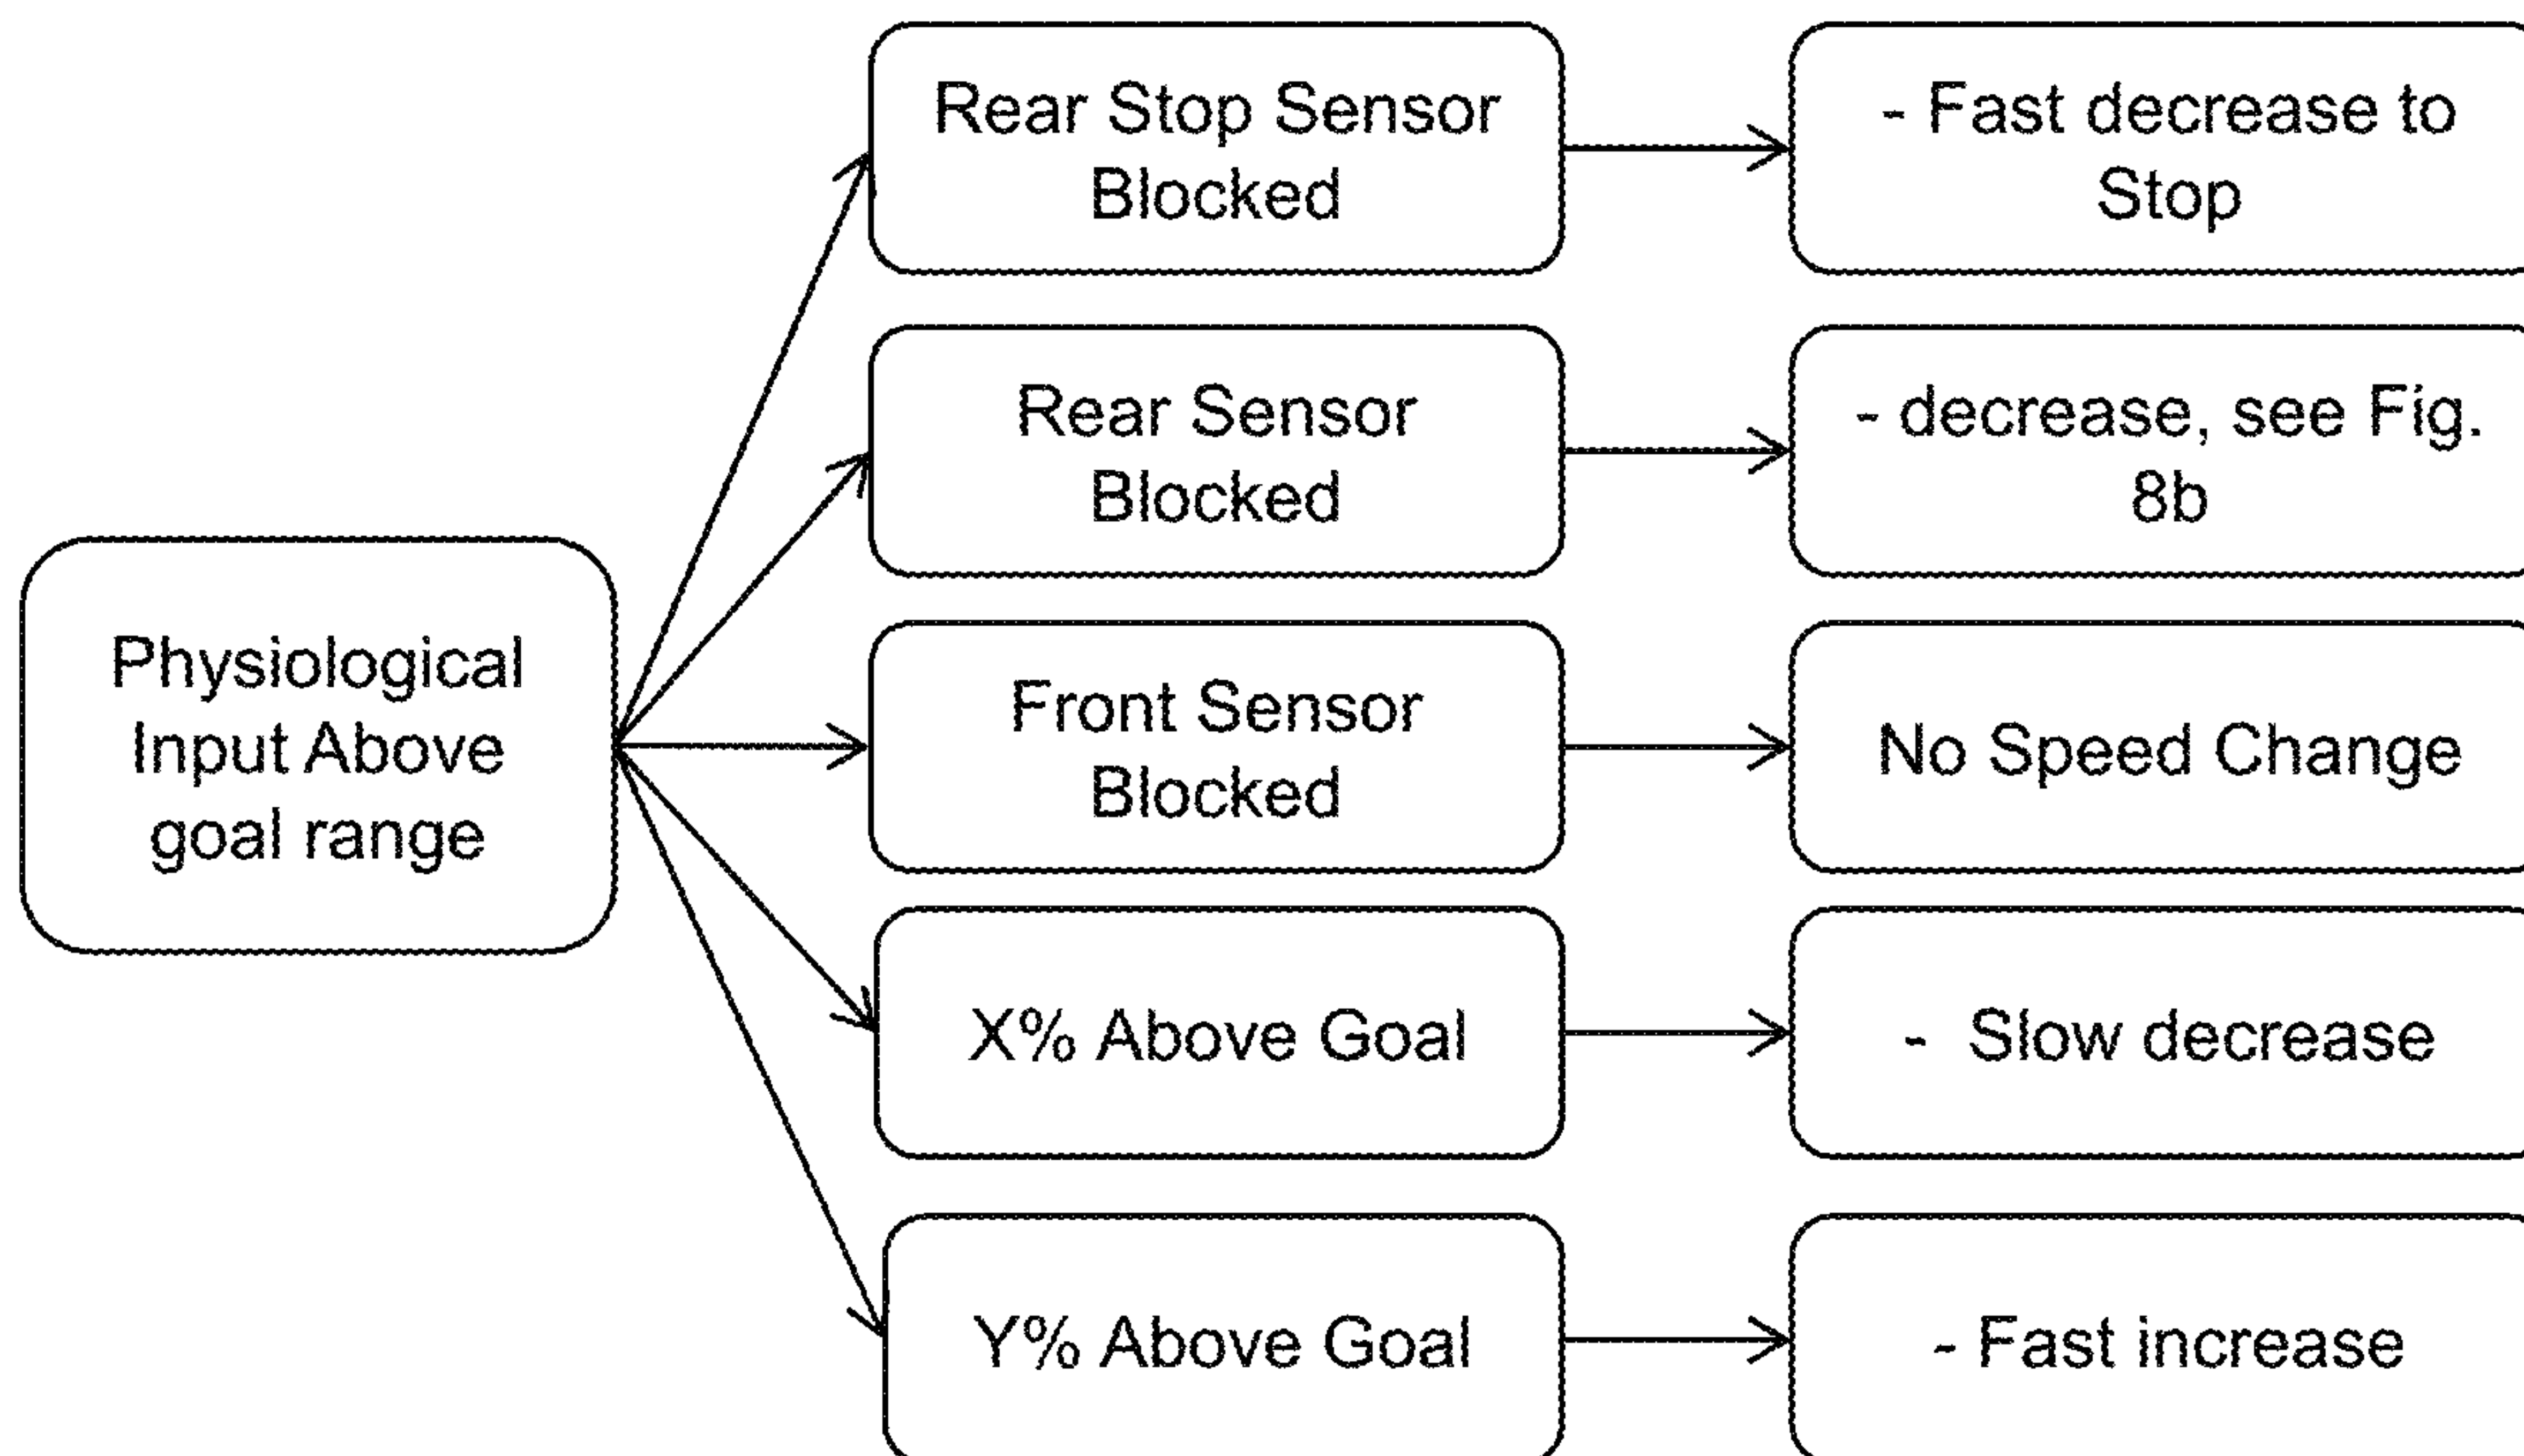 Physiological
Input Above
goal range
Rear Stop Sensor
Blocked
- Fast decrease to
Stop
Rear Sensor
Blocked
- decrease, see Fig.
8b
Front Sensor
Blocked
No Speed Change
X% Above Goal
- Slow decrease
Y% Above Goal
- Fast increase